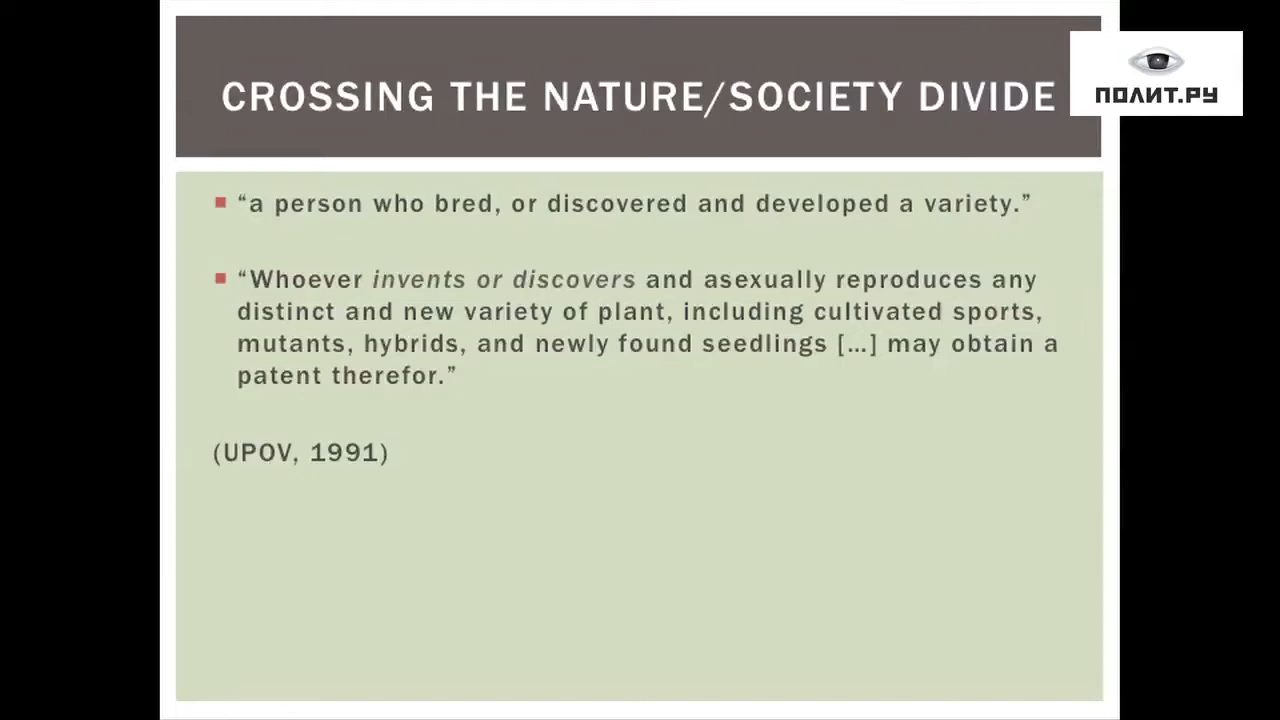 CROSSING THE NATURE/SOCIETY DIVIDE
ПОЛИТ.РУ
“a person who bred, or discovered and developed a variety.”
“Whoever invents or discovers and asexually reproduces any
distinct and new variety of plant, including cultivated sports,
mutants, hybrids, and newly found seedlings […] may obtain a
patent therefor.”
(UPOV, 1991)